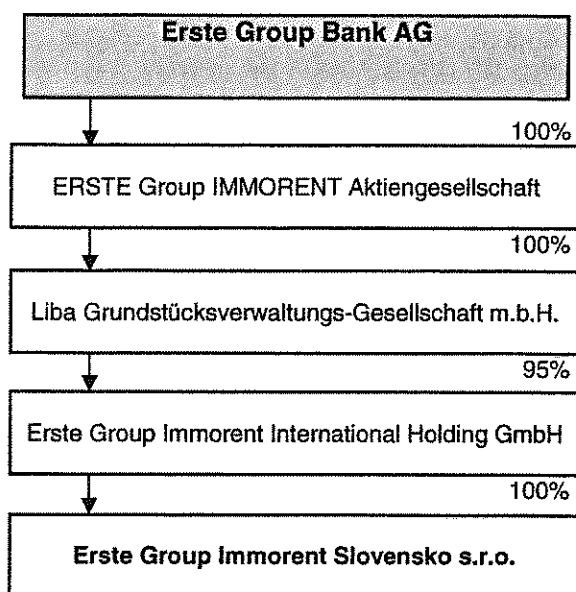 Erste Group Bank AG
100%
ERSTE Group IMMORENT Aktiengesellschaft
100%
Liba Grundstücksverwaltungs-Gesellschaft m.b.H.
95%
Erste Group Immorent International Holding GmbH
100%
Erste Group Immorent Slovensko s.r.o.